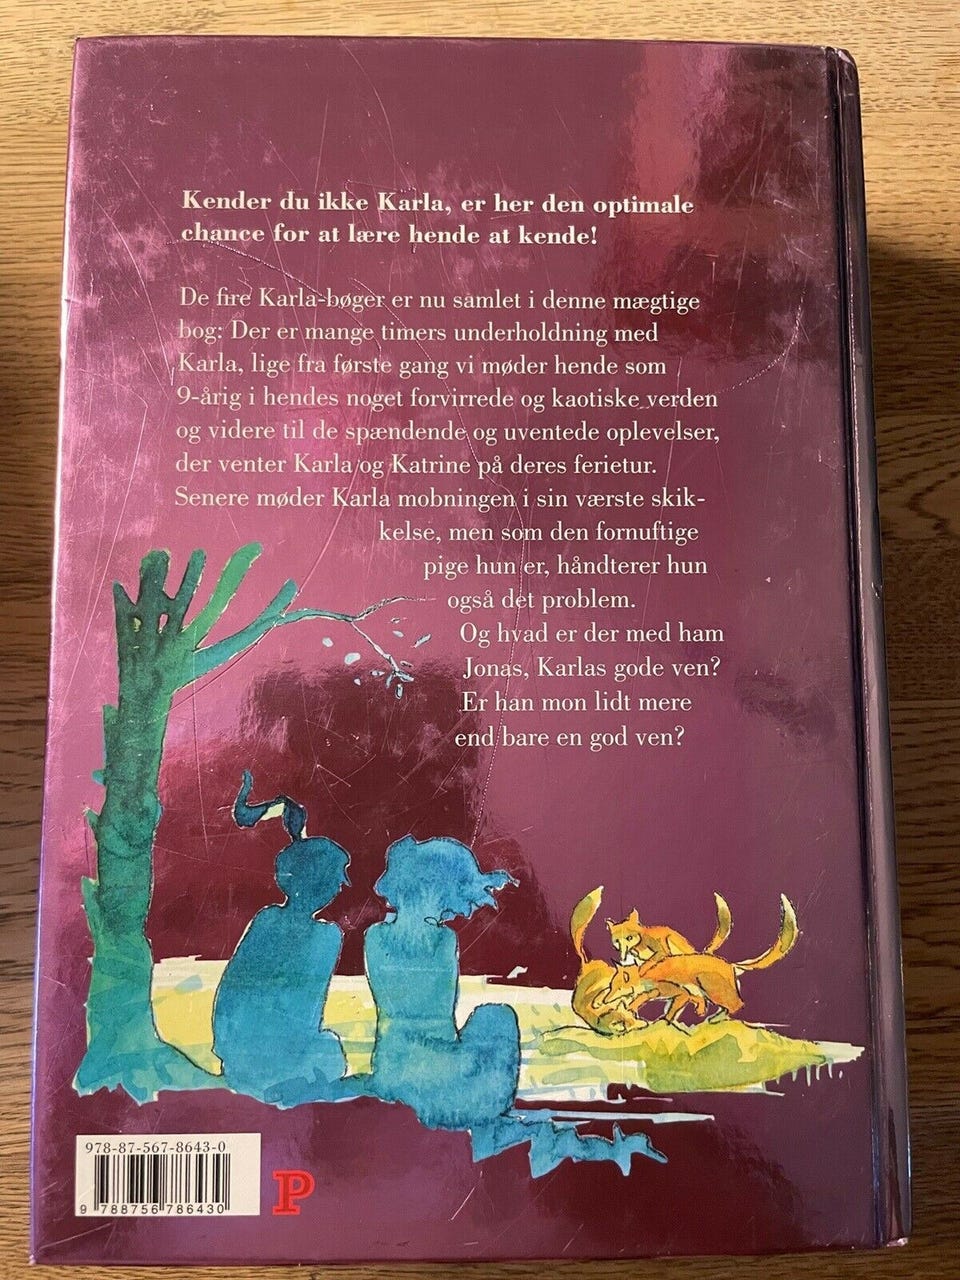 Kender du ikke Karla, er her den optimale
chance for at lære hende at kende!
De fire Karla-bøger er nu samlet i denne mægtige
bog: Der er mange timers underholdning med
Karla, lige fra første gang vi møder hende som
9-årig i hendes noget forvirrede og kaotiske verden
og videre til de spændende og uventede oplevelser,
der venter Karla og Katrine på deres ferietur.
Senere møder Karla mobningen i sin værste skik-
kelse, men som den fornuftige
pige hun er, håndterer hun
også det problem.
Og hvad er der med ham
Jonas, Karlas gode ven?
Er han mon lidt mere
end bare en god ven?
978-87-567-8643-0
9 788756 786430
P